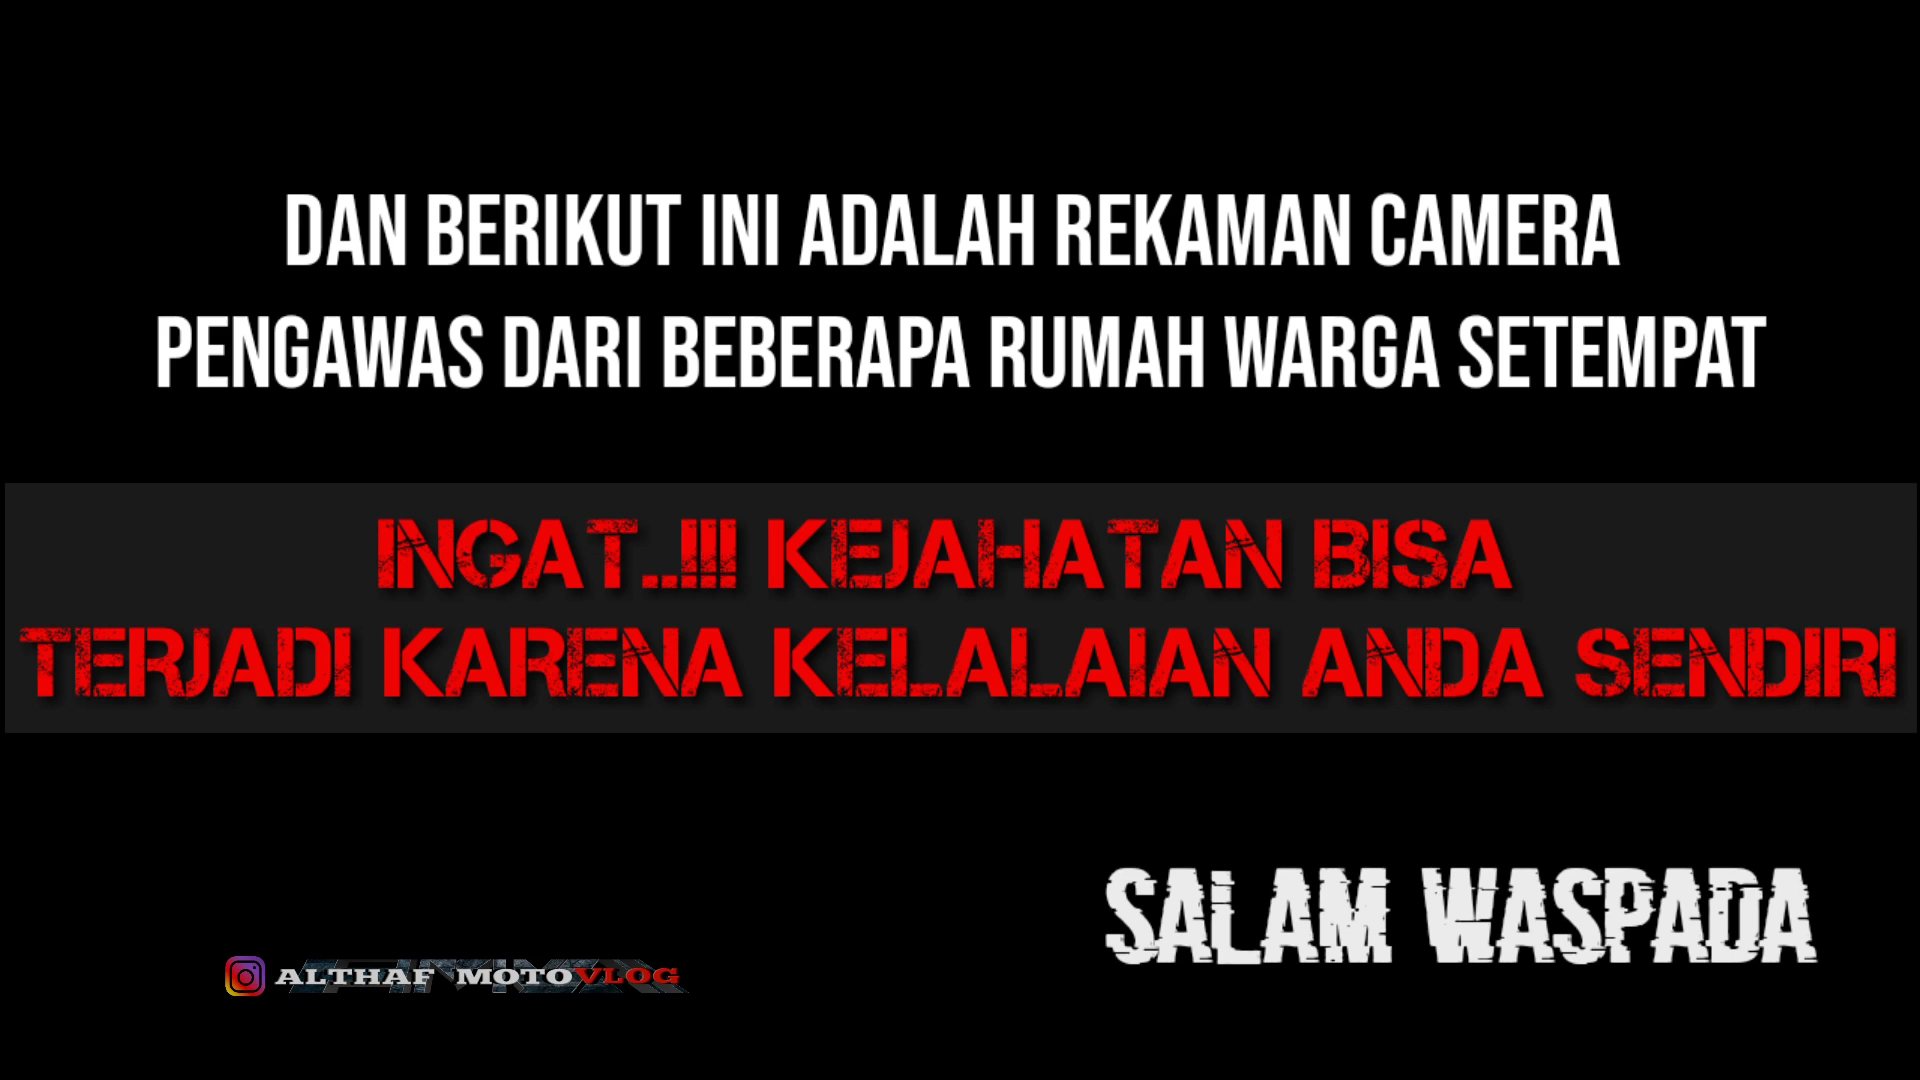 DAN BERIKUT INI ADALAH REKAMAN CAMERA
PENGAWAS DARI BEBERAPA RUMAH WARGA SETEMPAT
INGAT..!!! KEJAHATAN BISA
TERJADI KARENA KELALAIAN ANDA SENDIRI
SALAM WASPADA
ALTHAF MOTOVLOG